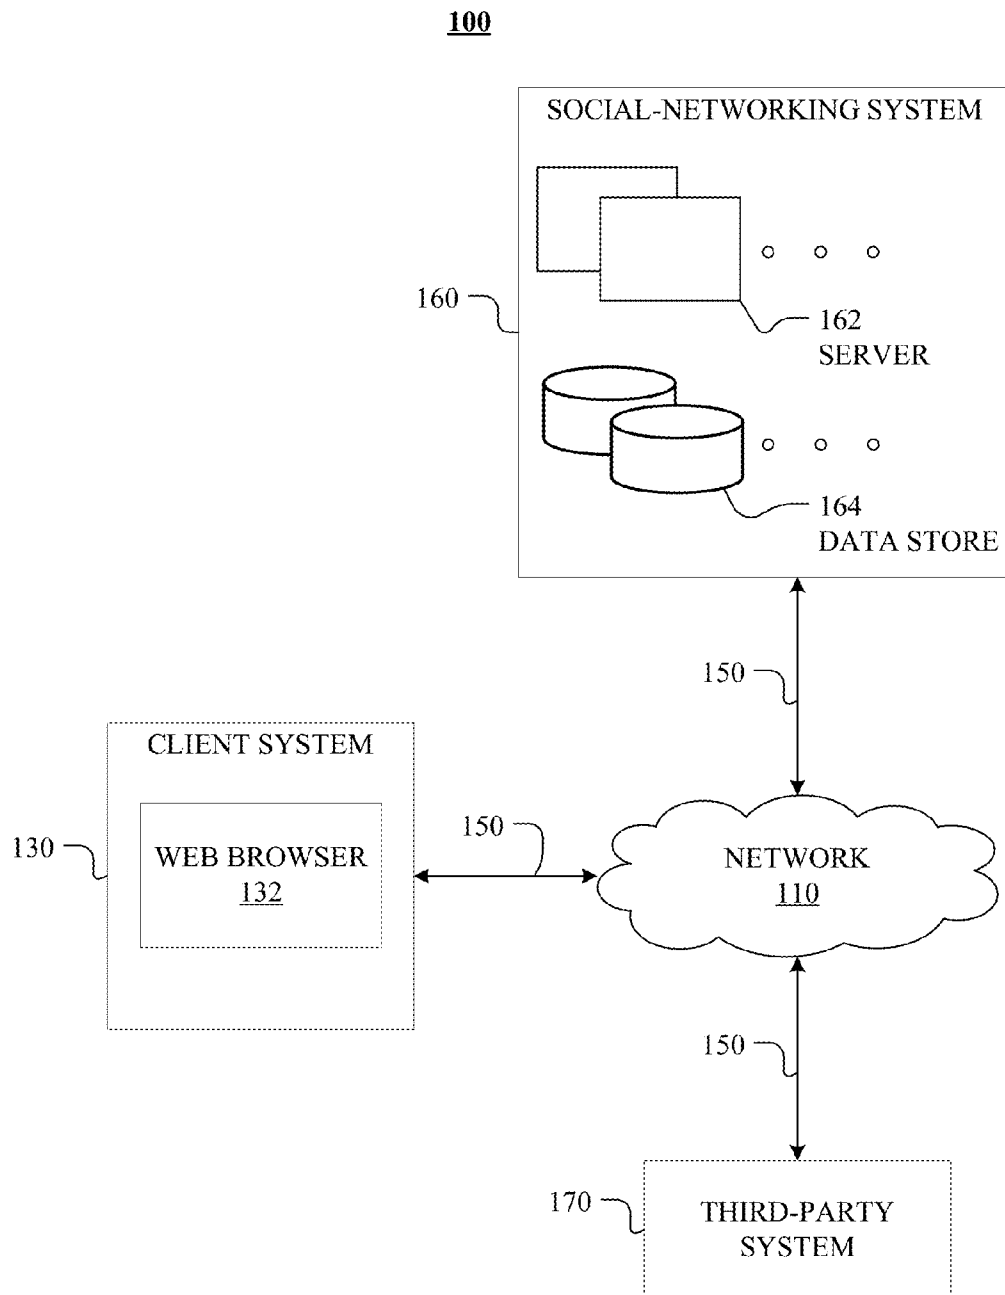 100
SOCIAL-NETWORKING SYSTEM
160
162
SERVER
164
DATA STORE
150
CLIENT SYSTEM
130
WEB BROWSER
132
150
NETWORK
110
150
170
THIRD-PARTY
SYSTEM